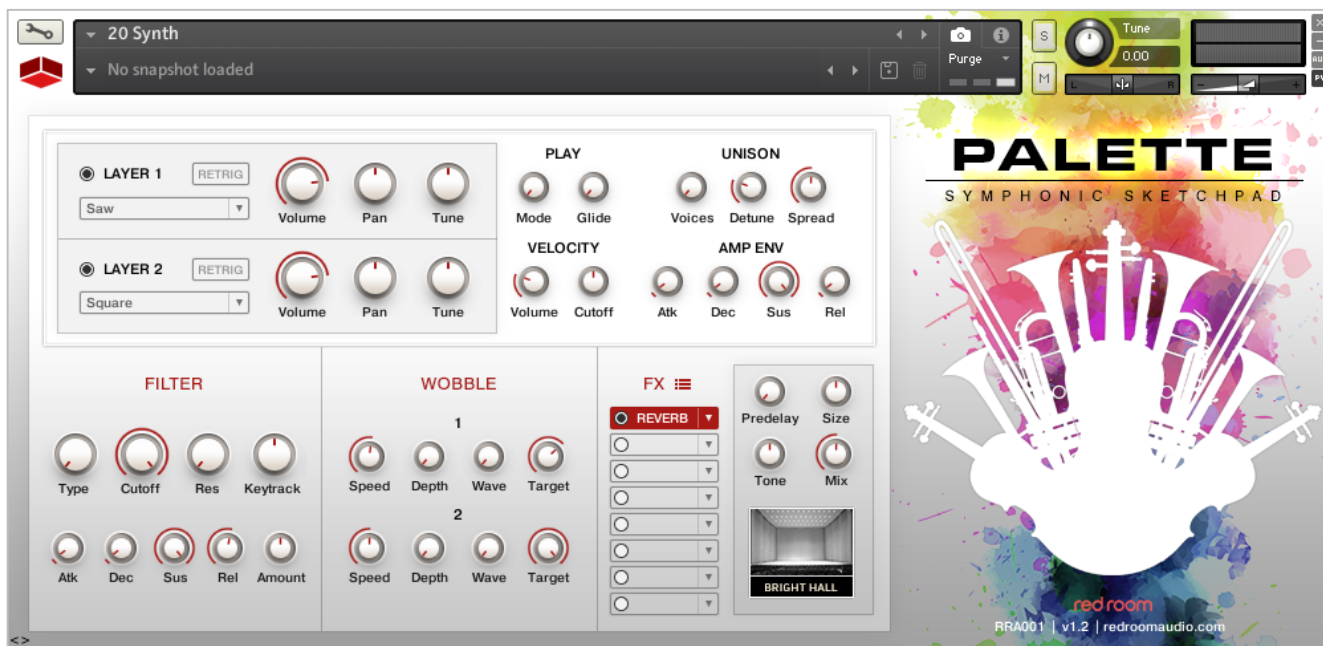 20 Synth
No snapshot loaded
Purge
S
M
Tune
0.00
L R
- +
AUX
PV
LAYER 1 RETRIG
Saw
Volume Pan Tune
LAYER 2 RETRIG
Square
Volume Pan Tune
PLAY
Mode Glide
UNISON
Voices Detune Spread
VELOCITY
Volume Cutoff
AMP ENV
Atk Dec Sus Rel
FILTER
Type Cutoff Res Keytrack
Atk Dec Sus Rel Amount
WOBBLE
1
Speed Depth Wave Target
2
Speed Depth Wave Target
FX
REVERB
Predelay Size
Tone Mix
BRIGHT HALL
PALETTE
SYMPHONIC SKETCHPAD
red room
RRA001 | v1.2 | redroomaudio.com
<>